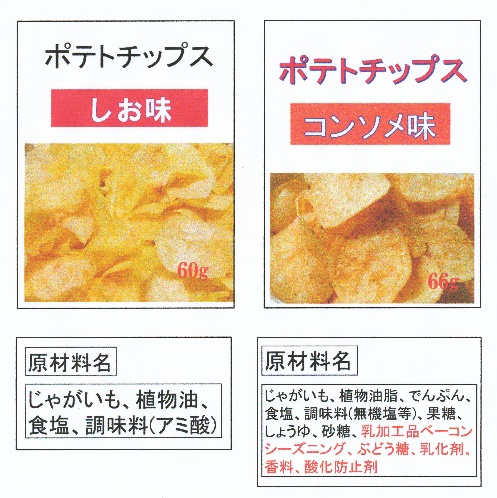 ポテトチップス
しお味
60g
原材料名
じゃがいも、植物油、
食塩、調味料(アミ酸)
ポテトチップス
コンソメ味
66g
原材料名
じゃがいも、植物油脂、でんぷん、
食塩、調味料(無機塩等)、果糖、
しょうゆ、砂糖、乳加工品ベーコン
シーズニング、ぶどう糖、乳化剤、
香料、酸化防止剤